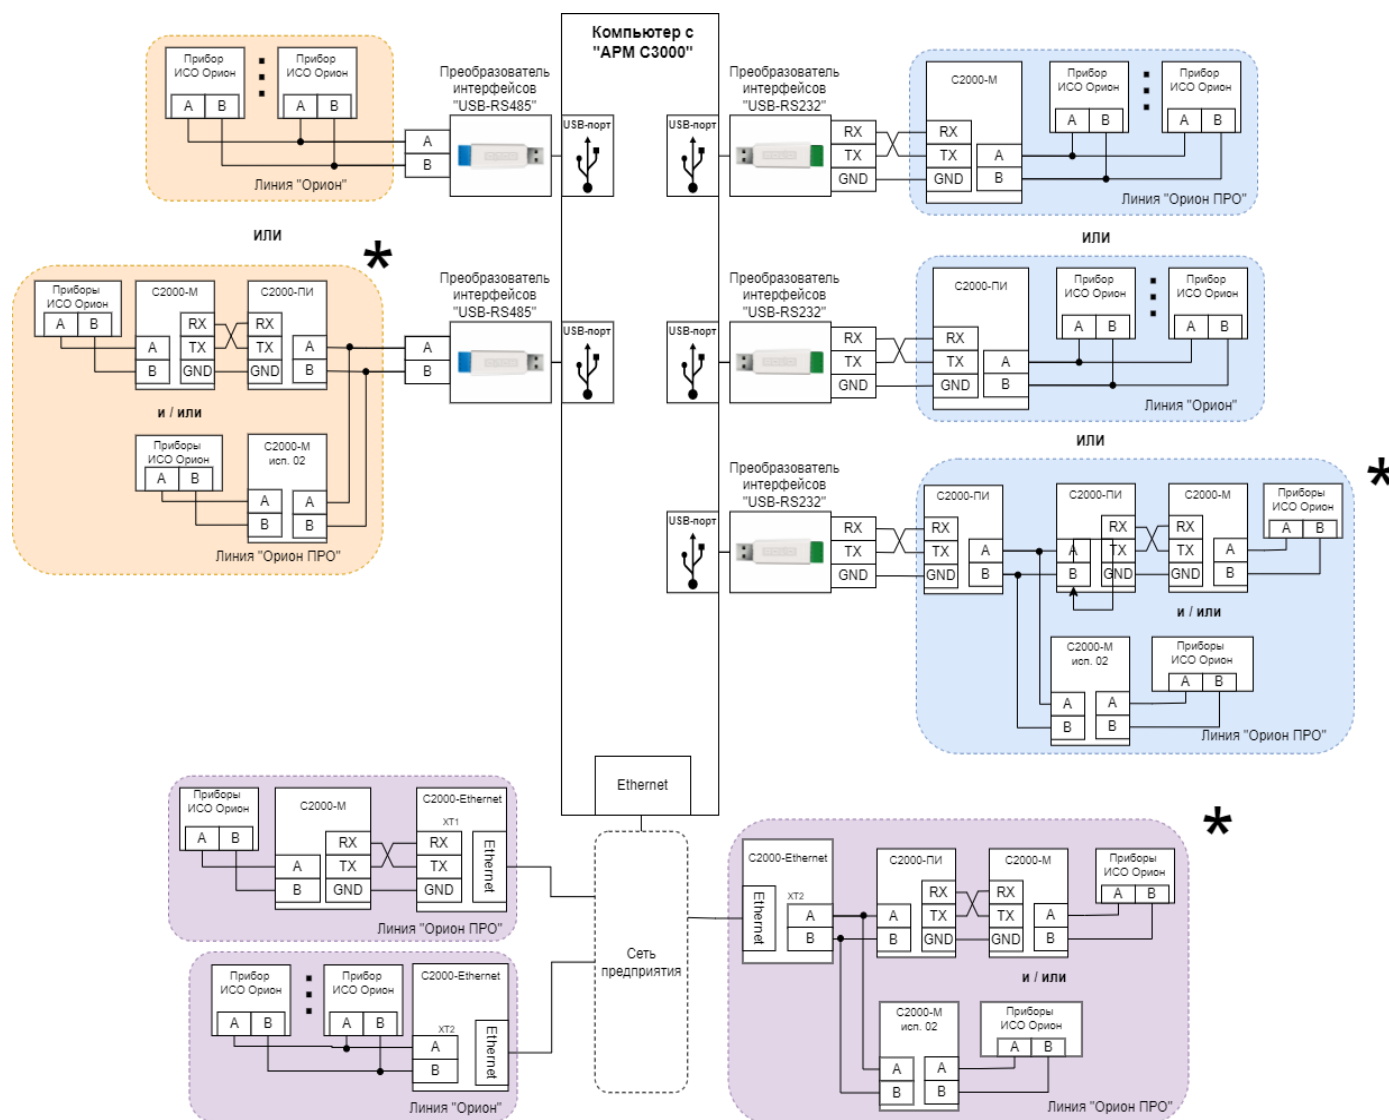 Компьютер с
"АРМ С3000"
Прибор
ИСО Орион
A B
Прибор
ИСО Орион
A B
Линия "Орион"
A
B
Преобразователь
интерфейсов
"USB-RS485"
USB-порт
USB-порт
Преобразователь
интерфейсов
"USB-RS232"
RX
TX
GND
С2000-М
RX
TX
GND
A
B
Прибор
ИСО Орион
A B
Прибор
ИСО Орион
A B
Линия "Орион ПРО"
или
или
*
Приборы
ИСО Орион
A B
С2000-М
A
B
RX
TX
GND
С2000-ПИ
RX
TX
GND
A
B
и / или
Приборы
ИСО Орион
A B
С2000-М
исп. 02
A
B
A
B
Линия "Орион ПРО"
A
B
Преобразователь
интерфейсов
"USB-RS485"
USB-порт
USB-порт
Преобразователь
интерфейсов
"USB-RS232"
RX
TX
GND
С2000-ПИ
RX
TX
GND
A
B
Прибор
ИСО Орион
A B
Прибор
ИСО Орион
A B
Линия "Орион"
или
*
USB-порт
Преобразователь
интерфейсов
"USB-RS232"
RX
TX
GND
С2000-ПИ
RX
TX
GND
A
B
С2000-ПИ
A
B
RX
TX
GND
С2000-М
RX
TX
GND
A
B
Приборы
ИСО Орион
A B
и / или
С2000-М
исп. 02
A
B
A
B
Приборы
ИСО Орион
A B
Линия "Орион ПРО"
Ethernet
Сеть
предприятия
Приборы
ИСО Орион
A B
С2000-М
A
B
RX
TX
GND
С2000-Ethernet
XT1
RX
TX
GND
Ethernet
Линия "Орион ПРО"
Прибор
ИСО Орион
A B
Прибор
ИСО Орион
A B
С2000-Ethernet
XT2
A
B
Ethernet
Линия "Орион"
*
С2000-Ethernet
Ethernet
XT2
A
B
С2000-ПИ
A
B
RX
TX
GND
С2000-М
RX
TX
GND
A
B
Приборы
ИСО Орион
A B
и / или
С2000-М
исп. 02
A
B
A
B
Приборы
ИСО Орион
A B
Линия "Орион ПРО"